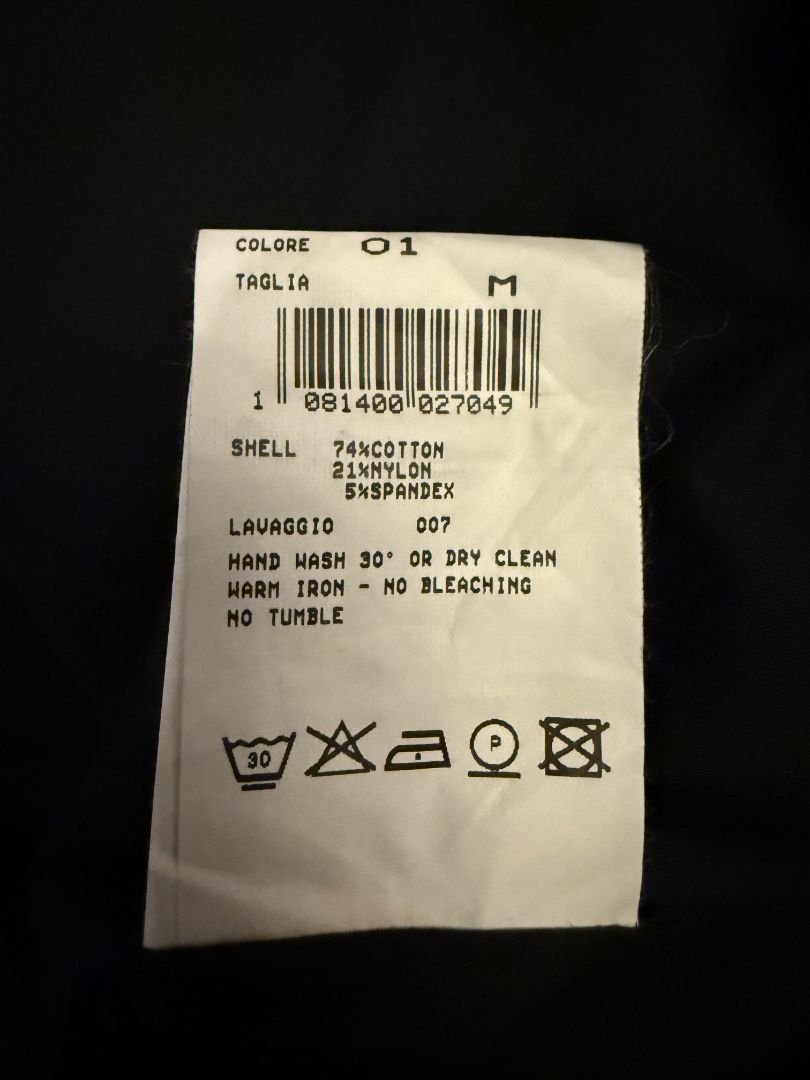 COLORE 01
TAGLIA M
1 081400 027049
SHELL 74%COTTON
21%NYLON
5%SPANDEX
LAVAGGIO 007
HAND WASH 30° OR DRY CLEAN
WARM IRON - NO BLEACHING
NO TUMBLE
30 P